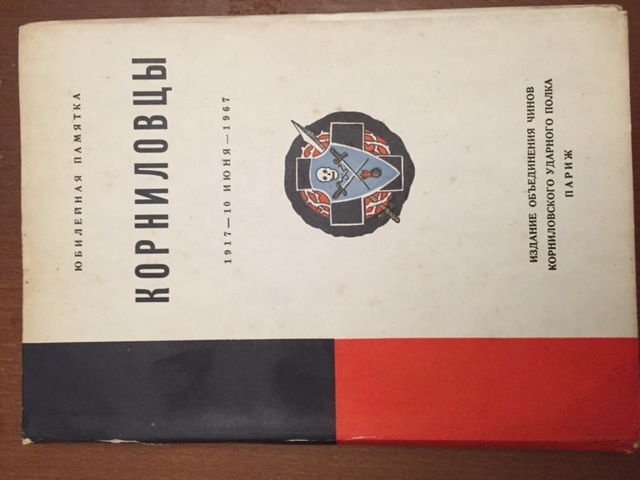 ЮБИЛЕЙНАЯ ПАМЯТКА
КОРНИЛОВЦЫ
1917—10 ИЮНЯ—1967
ИЗДАНИЕ ОБЪЕДИНЕНИЯ ЧИНОВ
КОРНИЛОВСКОГО УДАРНОГО ПОЛКА
ПАРИЖ